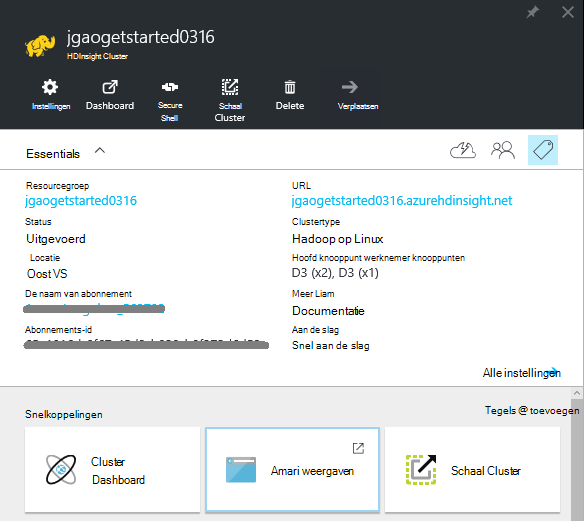 jgaogetstarted0316
HDInsight Cluster
Instellingen
Dashboard
Secure
Shell
Schaal
Cluster
Delete
Verplaatsen
Essentials
Resourcegroep
jgaogetstarted0316
URL
jgaogetstarted0316.azurehdinsight.net
Status
Uitgevoerd
Clustertype
Hadoop op Linux
Locatie
Oost VS
Hoofd knooppunt werknemer knooppunten
D3 (x2), D3 (x1)
De naam van abonnement
Meer Liam
Documentatie
Abonnements-id
Aan de slag
Snel aan de slag
Alle instellingen
Snelkoppelingen
Tegels @ toevoegen
Cluster
Dashboard
Amari weergaven
Schaal Cluster